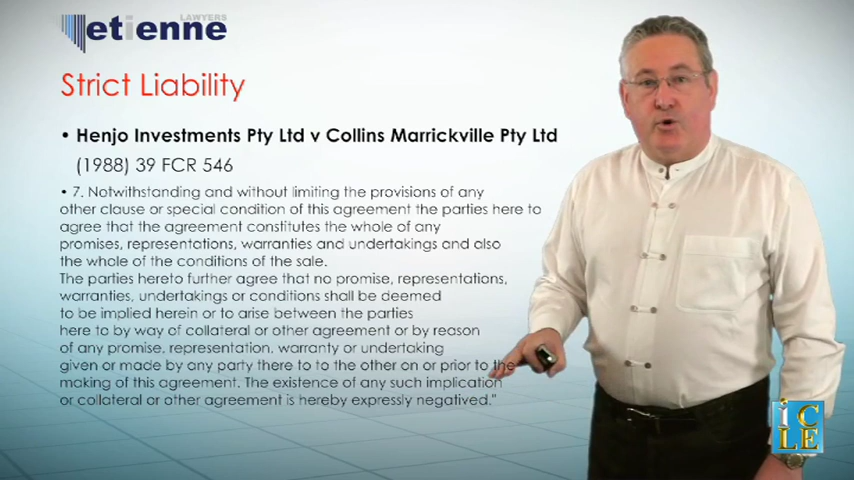 LAWYERS
etienne
Strict Liability
• Henjo Investments Pty Ltd v Collins Marrickville Pty Ltd
(1988) 39 FCR 546
• 7. Notwithstanding and without limiting the provisions of any
other clause or special condition of this agreement the parties here to
agree that the agreement constitutes the whole of any
promises, representations, warranties and undertakings and also
the whole of the conditions of the sale.
The parties hereto further agree that no promise, representations,
warranties, undertakings or conditions shall be deemed
to be implied herein or to arise between the parties
here to by way of collateral or other agreement or by reason
of any promise, representation, warranty or undertaking
given or made by any party there to to the other on or prior to the
making of this agreement. The existence of any such implication
or collateral or other agreement is hereby expressly negatived."
iCLE